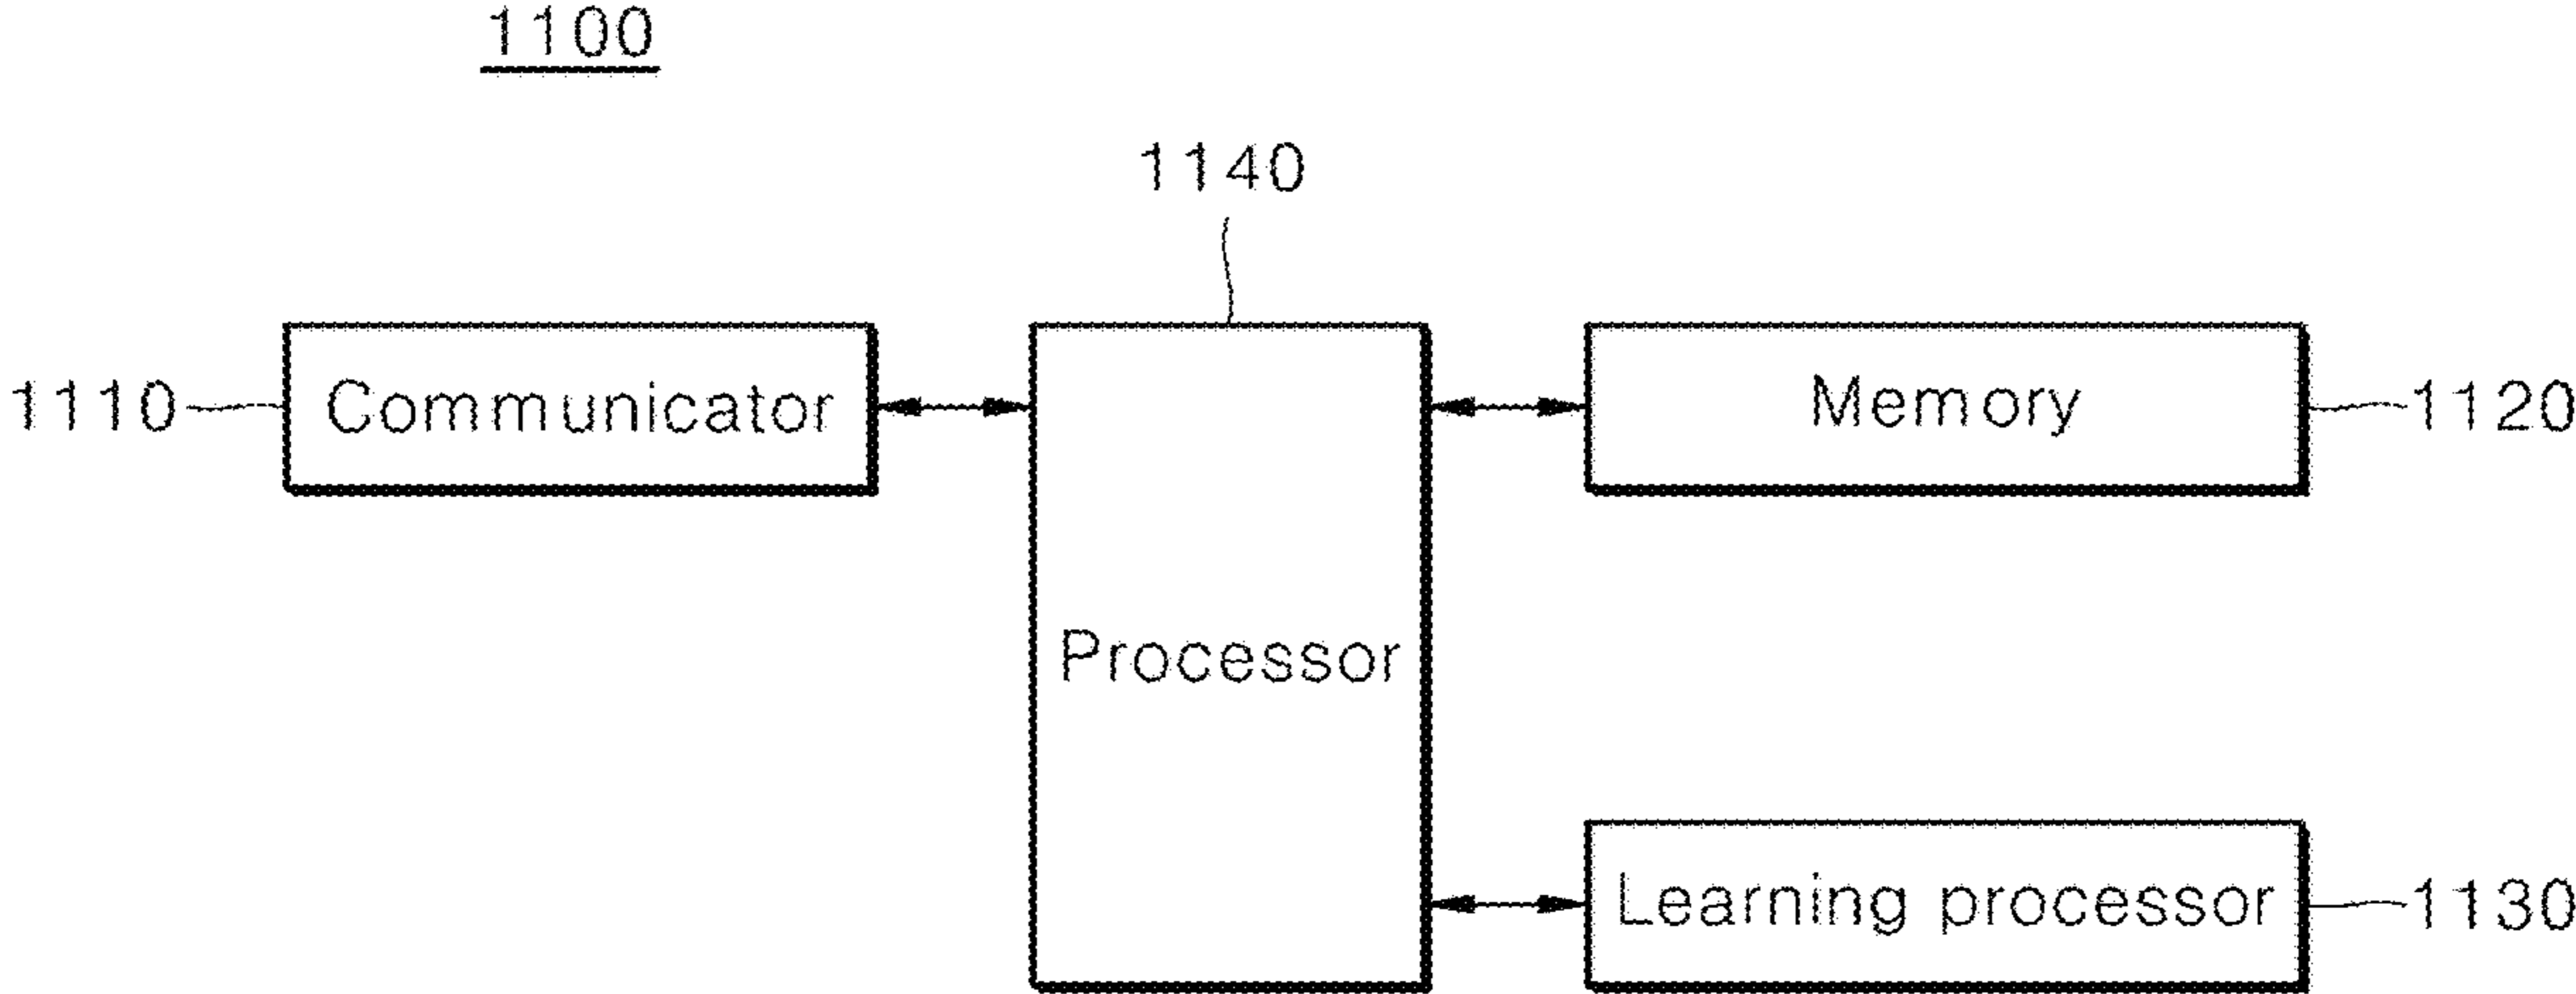 1100
1140
1110 Communicator Memory 1120
Processor
Learning processor 1130